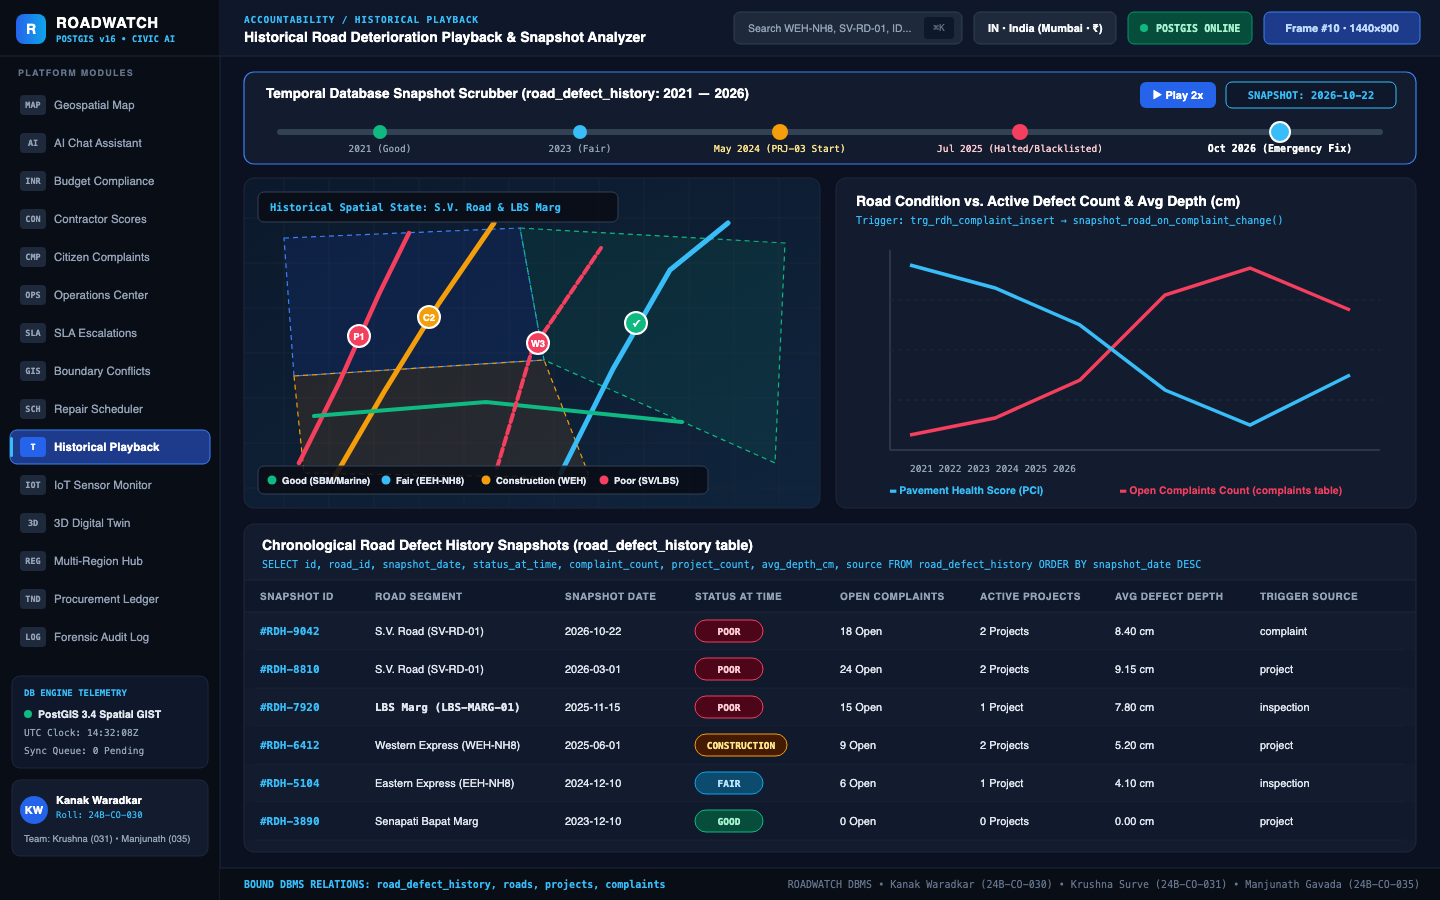 R
ROADWATCH
POSTGIS v16 • CIVIC AI
ACCOUNTABILITY / HISTORICAL PLAYBACK
Historical Road Deterioration Playback & Snapshot Analyzer
Search WEH-NH8, SV-RD-01, ID...
⌘K
IN • India (Mumbai • ₹)
POSTGIS ONLINE
Frame #10 • 1440×900
PLATFORM MODULES
MAP Geospatial Map
AI AI Chat Assistant
INR Budget Compliance
CON Contractor Scores
CMP Citizen Complaints
OPS Operations Center
SLA SLA Escalations
GIS Boundary Conflicts
SCH Repair Scheduler
T Historical Playback
IOT IoT Sensor Monitor
3D 3D Digital Twin
REG Multi-Region Hub
TND Procurement Ledger
LOG Forensic Audit Log
DB ENGINE TELEMETRY
PostGIS 3.4 Spatial GIST
UTC Clock: 14:32:08Z
Sync Queue: 0 Pending
KW
Kanak Waradkar
Roll: 24B-CO-030
Team: Krushna (031) • Manjunath (035)
Temporal Database Snapshot Scrubber (road_defect_history: 2021 — 2026)
▶ Play 2x
SNAPSHOT: 2026-10-22
2021 (Good)
2023 (Fair)
May 2024 (PRJ-03 Start)
Jul 2025 (Halted/Blacklisted)
Oct 2026 (Emergency Fix)
Historical Spatial State: S.V. Road & LBS Marg
P1
C2
W3
✓
Good (SBM/Marine)
Fair (EEH-NH8)
Construction (WEH)
Poor (SV/LBS)
Road Condition vs. Active Defect Count & Avg Depth (cm)
Trigger: trg_rdh_complaint_insert → snapshot_road_on_complaint_change()
2021 2022 2023 2024 2025 2026
Pavement Health Score (PCI)
Open Complaints Count (complaints table)
Chronological Road Defect History Snapshots (road_defect_history table)
SELECT id, road_id, snapshot_date, status_at_time, complaint_count, project_count, avg_depth_cm, source FROM road_defect_history ORDER BY snapshot_date DESC
SNAPSHOT ID ROAD SEGMENT SNAPSHOT DATE STATUS AT TIME OPEN COMPLAINTS ACTIVE PROJECTS AVG DEFECT DEPTH TRIGGER SOURCE
#RDH-9042 S.V. Road (SV-RD-01) 2026-10-22 POOR 18 Open 2 Projects 8.40 cm complaint
#RDH-8810 S.V. Road (SV-RD-01) 2026-03-01 POOR 24 Open 2 Projects 9.15 cm project
#RDH-7920 LBS Marg (LBS-MARG-01) 2025-11-15 POOR 15 Open 1 Project 7.80 cm inspection
#RDH-6412 Western Express (WEH-NH8) 2025-06-01 CONSTRUCTION 9 Open 2 Projects 5.20 cm project
#RDH-5104 Eastern Express (EEH-NH8) 2024-12-10 FAIR 6 Open 1 Project 4.10 cm inspection
#RDH-3890 Senapati Bapat Marg 2023-12-10 GOOD 0 Open 0 Projects 0.00 cm project
BOUND DBMS RELATIONS: road_defect_history, roads, projects, complaints
ROADWATCH DBMS • Kanak Waradkar (24B-CO-030) • Krushna Surve (24B-CO-031) • Manjunath Gavada (24B-CO-035)